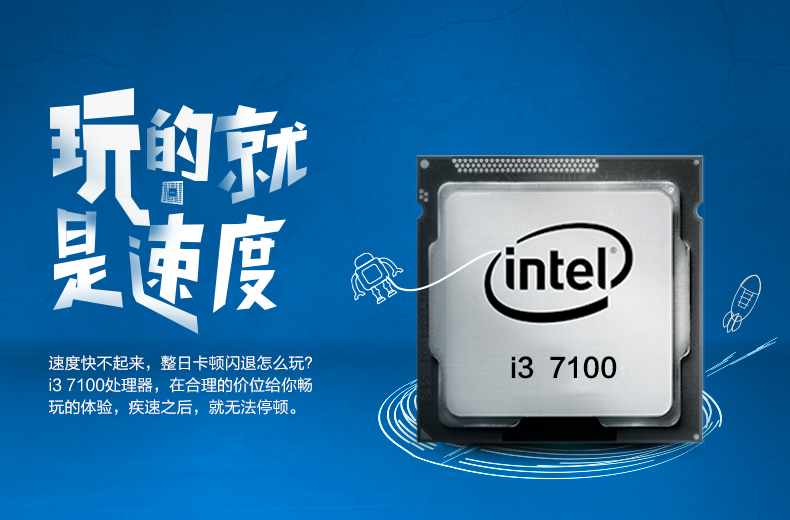 玩的就
是速度
速度快不起来，整日卡顿闪退怎么玩？
i3 7100处理器，在合理的价位给你畅
玩的体验，疾速之后，就无法停顿。
intel®
i3 7100